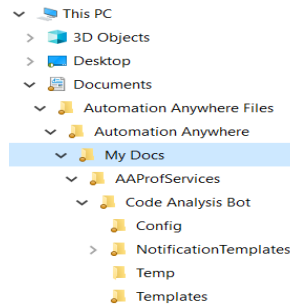 This PC
3D Objects
Desktop
Documents
Automation Anywhere Files
Automation Anywhere
My Docs
AAProfServices
Code Analysis Bot
Config
NotificationTemplates
Temp
Templates